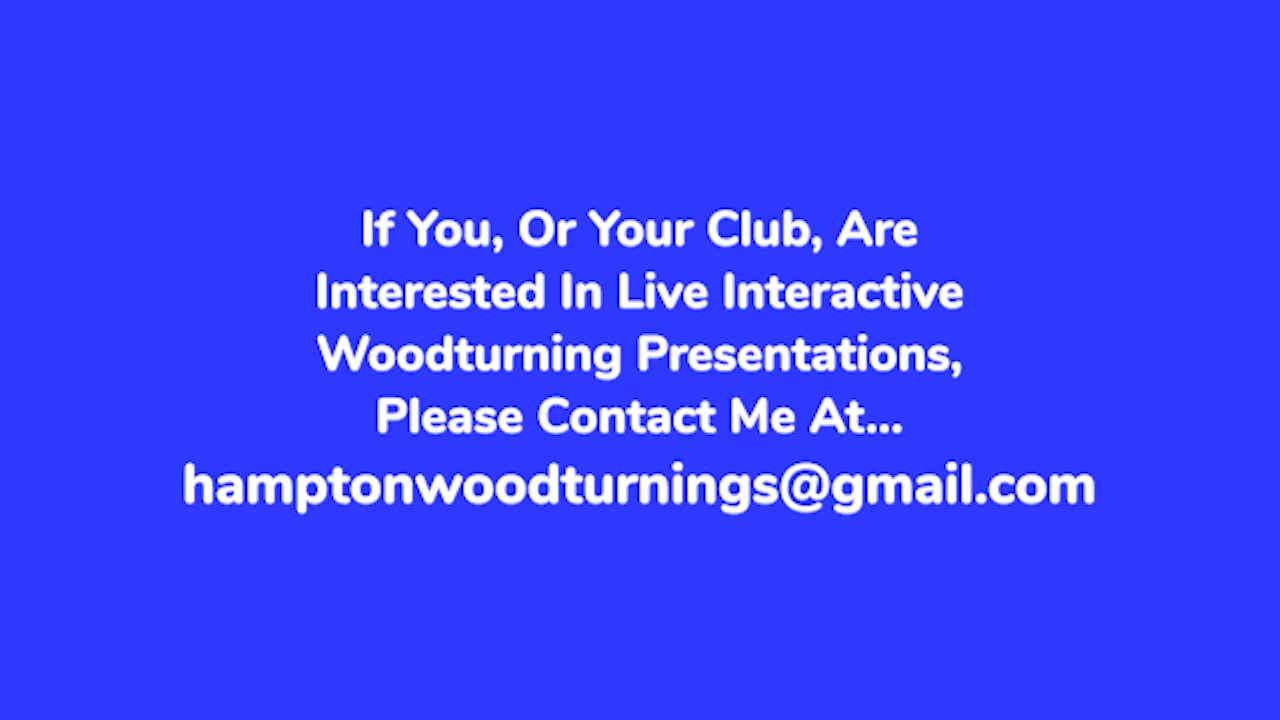 If You, Or Your Club, Are
Interested In Live Interactive
Woodturning Presentations,
Please Contact Me At...
hamptonwoodturnings@gmail.com